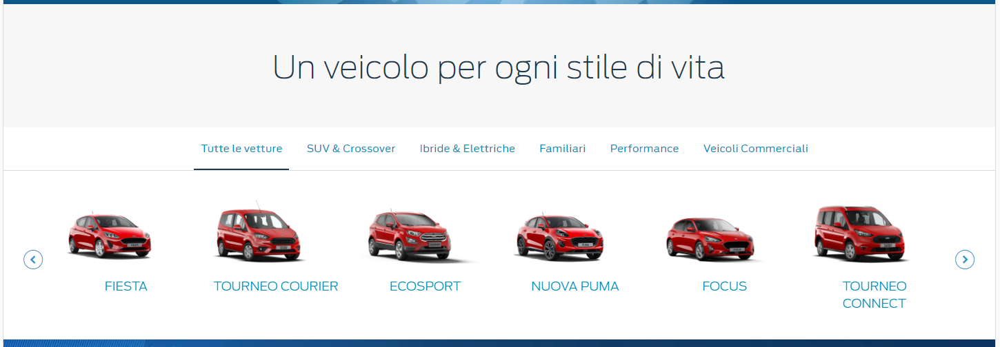 Un veicolo per ogni stile di vita
Tutte le vetture SUV & Crossover Ibride & Elettriche Familiari Performance Veicoli Commerciali
FIESTA TOURNEO COURIER ECOSPORT NUOVA PUMA FOCUS TOURNEO
CONNECT